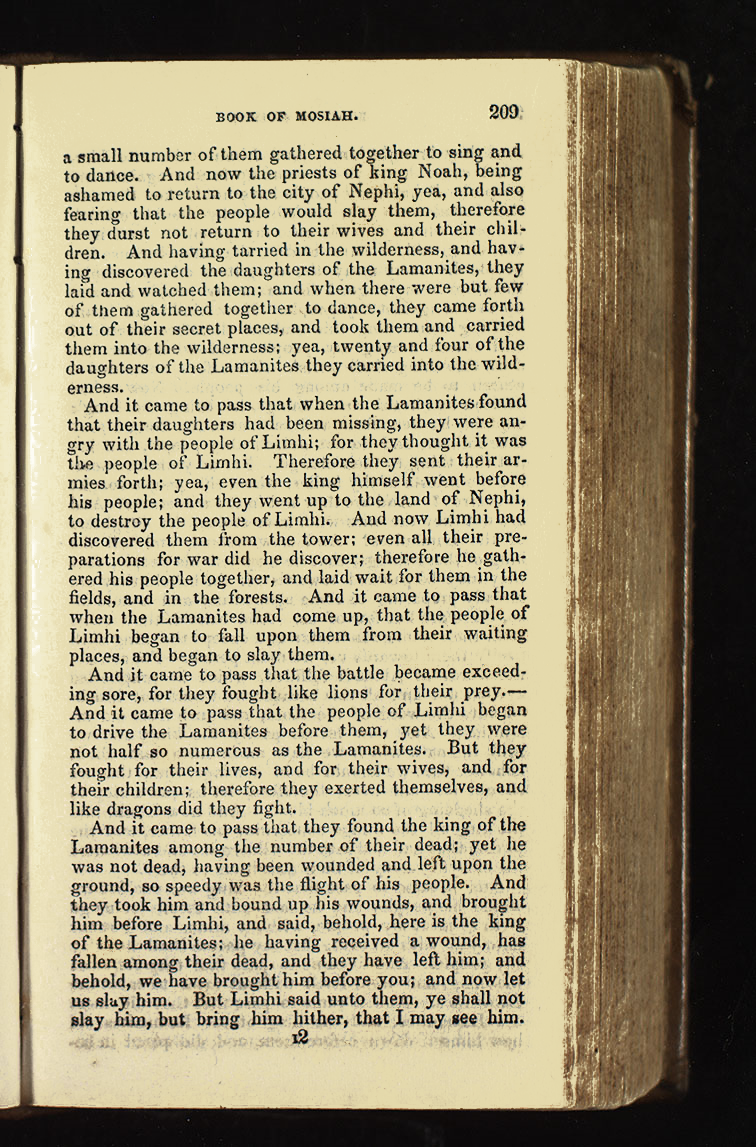 BOOK OF MOSIAH. 209
a small number of them gathered together to sing and
to dance. And now the priests of king Noah, being
ashamed to return to the city of Nephi, yea, and also
fearing that the people would slay them, therefore
they durst not return to their wives and their chil-
dren. And having tarried in the wilderness, and hav-
ing discovered the daughters of the Lamanites, they
laid and watched them; and when there were but few
of them gathered together to dance, they came forth
out of their secret places, and took them and carried
them into the wilderness; yea, twenty and four of the
daughters of the Lamanites they carried into the wild-
erness.
And it came to pass that when the Lamanites found
that their daughters had been missing, they were an-
gry with the people of Limhi; for they thought it was
the people of Limhi. Therefore they sent their ar-
mies forth; yea, even the king himself went before
his people; and they went up to the land of Nephi,
to destroy the people of Limhi. And now Limhi had
discovered them from the tower; even all their pre-
parations for war did he discover; therefore he gath-
ered his people together, and laid wait for them in the
fields, and in the forests. And it came to pass that
when the Lamanites had come up, that the people of
Limhi began to fall upon them from their waiting
places, and began to slay them.
And it came to pass that the battle became exceed-
ing sore, for they fought like lions for their prey.—
And it came to pass that the people of Limhi began
to drive the Lamanites before them, yet they were
not half so numerous as the Lamanites. But they
fought for their lives, and for their wives, and for
their children; therefore they exerted themselves, and
like dragons did they fight.
And it came to pass that they found the king of the
Lamanites among the number of their dead; yet he
was not dead, having been wounded and left upon the
ground, so speedy was the flight of his people. And
they took him and bound up his wounds, and brought
him before Limhi, and said, behold, here is the king
of the Lamanites; he having received a wound, has
fallen among their dead, and they have left him; and
behold, we have brought him before you; and now let
us slay him. But Limhi said unto them, ye shall not
slay him, but bring him hither, that I may see him.
I2